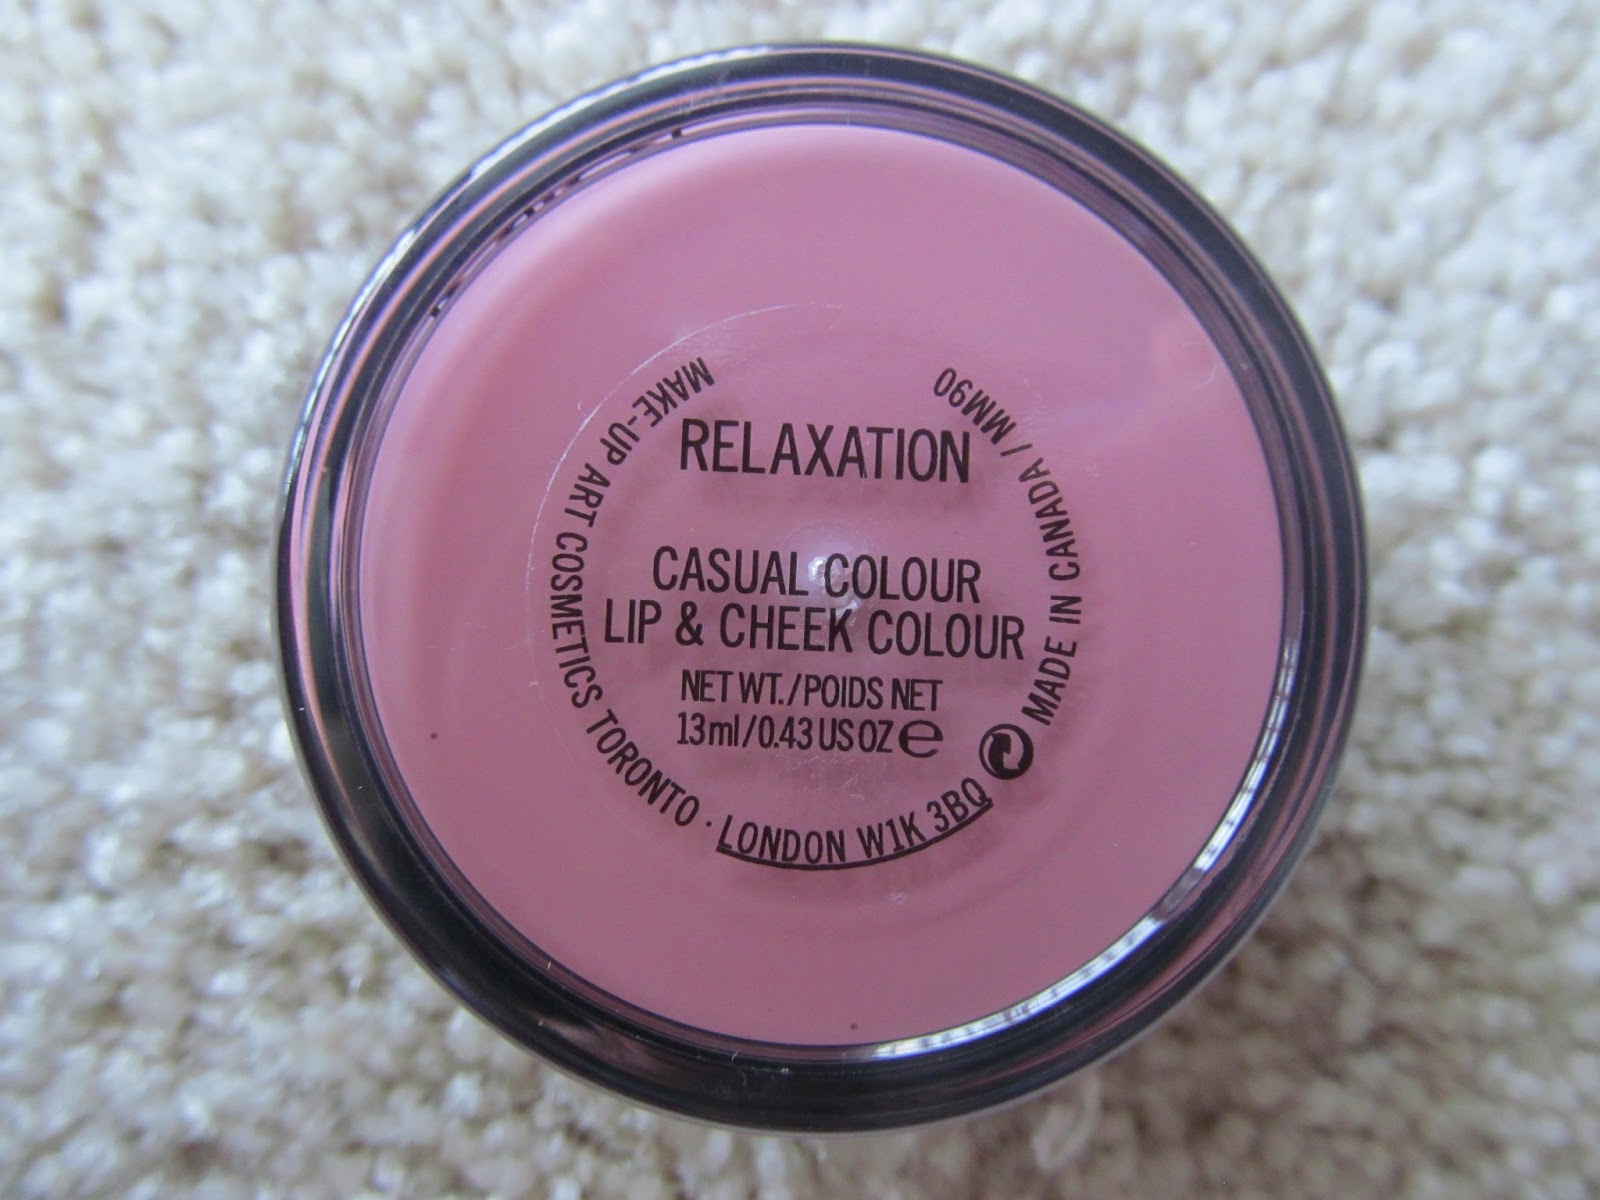 RELAXATION
CASUAL COLOUR
LIP & CHEEK COLOUR
NET WT./POIDS NET
13ml/0.43 US OZ ℮
MAKE-UP ART COSMETICS TORONTO · LONDON W1K 3BQ
MADE IN CANADA / MM90